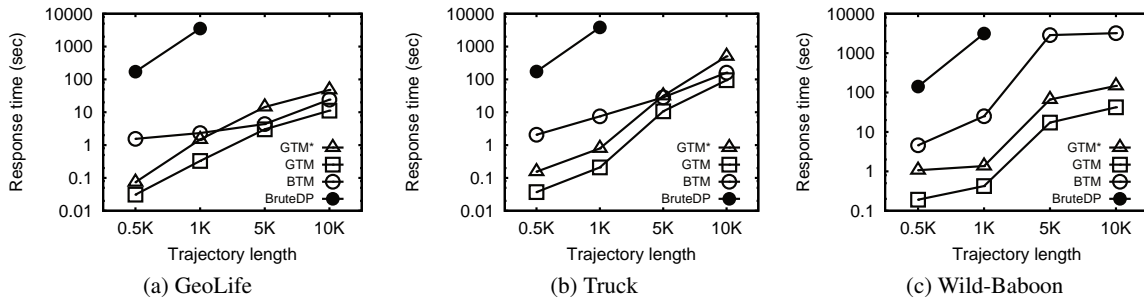 Response time (sec)
10000
1000
100
10
1
0.1
0.01
GTM*
GTM
BTM
BruteDP
0.5K 1K 5K 10K
Trajectory length
(a) GeoLife
Response time (sec)
10000
1000
100
10
1
0.1
0.01
GTM*
GTM
BTM
BruteDP
0.5K 1K 5K 10K
Trajectory length
(b) Truck
Response time (sec)
10000
1000
100
10
1
0.1
GTM*
GTM
BTM
BruteDP
0.5K 1K 5K 10K
Trajectory length
(c) Wild-Baboon